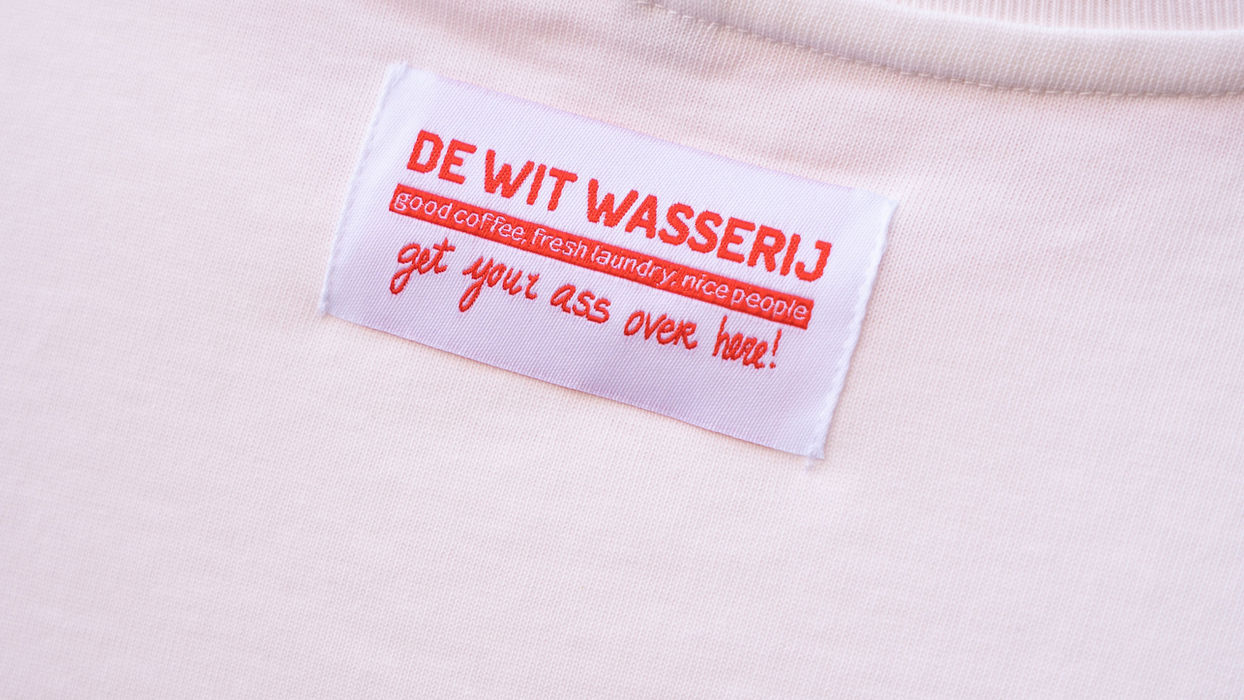 DE WIT WASSERIJ
good coffee, fresh laundry, nice people
get your ass over here!